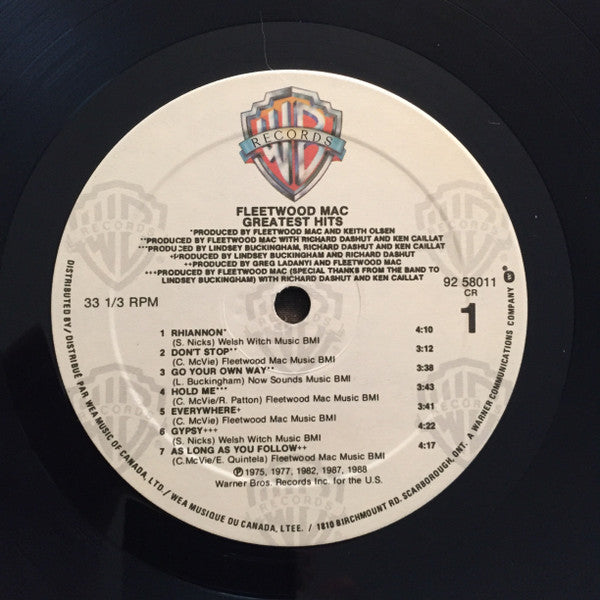 WB
RECORDS
FLEETWOOD MAC
GREATEST HITS
*PRODUCED BY FLEETWOOD MAC AND KEITH OLSEN
**PRODUCED BY FLEETWOOD MAC WITH RICHARD DASHUT AND KEN CAILLAT
***PRODUCED BY LINDSEY BUCKINGHAM, RICHARD DASHUT AND KEN CAILLAT
+PRODUCED BY LINDSEY BUCKINGHAM AND RICHARD DASHUT
++PRODUCED BY GREG LADANYI AND FLEETWOOD MAC
+++PRODUCED BY FLEETWOOD MAC (SPECIAL THANKS FROM THE BAND TO
LINDSEY BUCKINGHAM) WITH RICHARD DASHUT AND KEN CAILLAT
33 1/3 RPM
92 58011
CR
1
1 RHIANNON* 4:10
(S. Nicks) Welsh Witch Music BMI
2 DON'T STOP** 3:12
(C. McVie) Fleetwood Mac Music BMI
3 GO YOUR OWN WAY** 3:38
(L. Buckingham) Now Sounds Music BMI
4 HOLD ME*** 3:43
(C. McVie/R. Patton) Fleetwood Mac Music BMI
5 EVERYWHERE+ 3:41
(C. McVie) Fleetwood Mac Music BMI
6 GYPSY+++ 4:22
(S. Nicks) Welsh Witch Music BMI
7 AS LONG AS YOU FOLLOW++ 4:17
(C.McVie/E. Quintela) Fleetwood Mac Music BMI
℗ 1975, 1977, 1982, 1987, 1988
Warner Bros. Records Inc. for the U.S.
DISTRIBUTED BY/DISTRIBUÉ PAR WEA MUSIC OF CANADA, LTD./WEA MUSIQUE DU CANADA, LTEE. / 1810 BIRCHMOUNT RD. SCARBOROUGH, ONT. A WARNER COMMUNICATIONS COMPANY